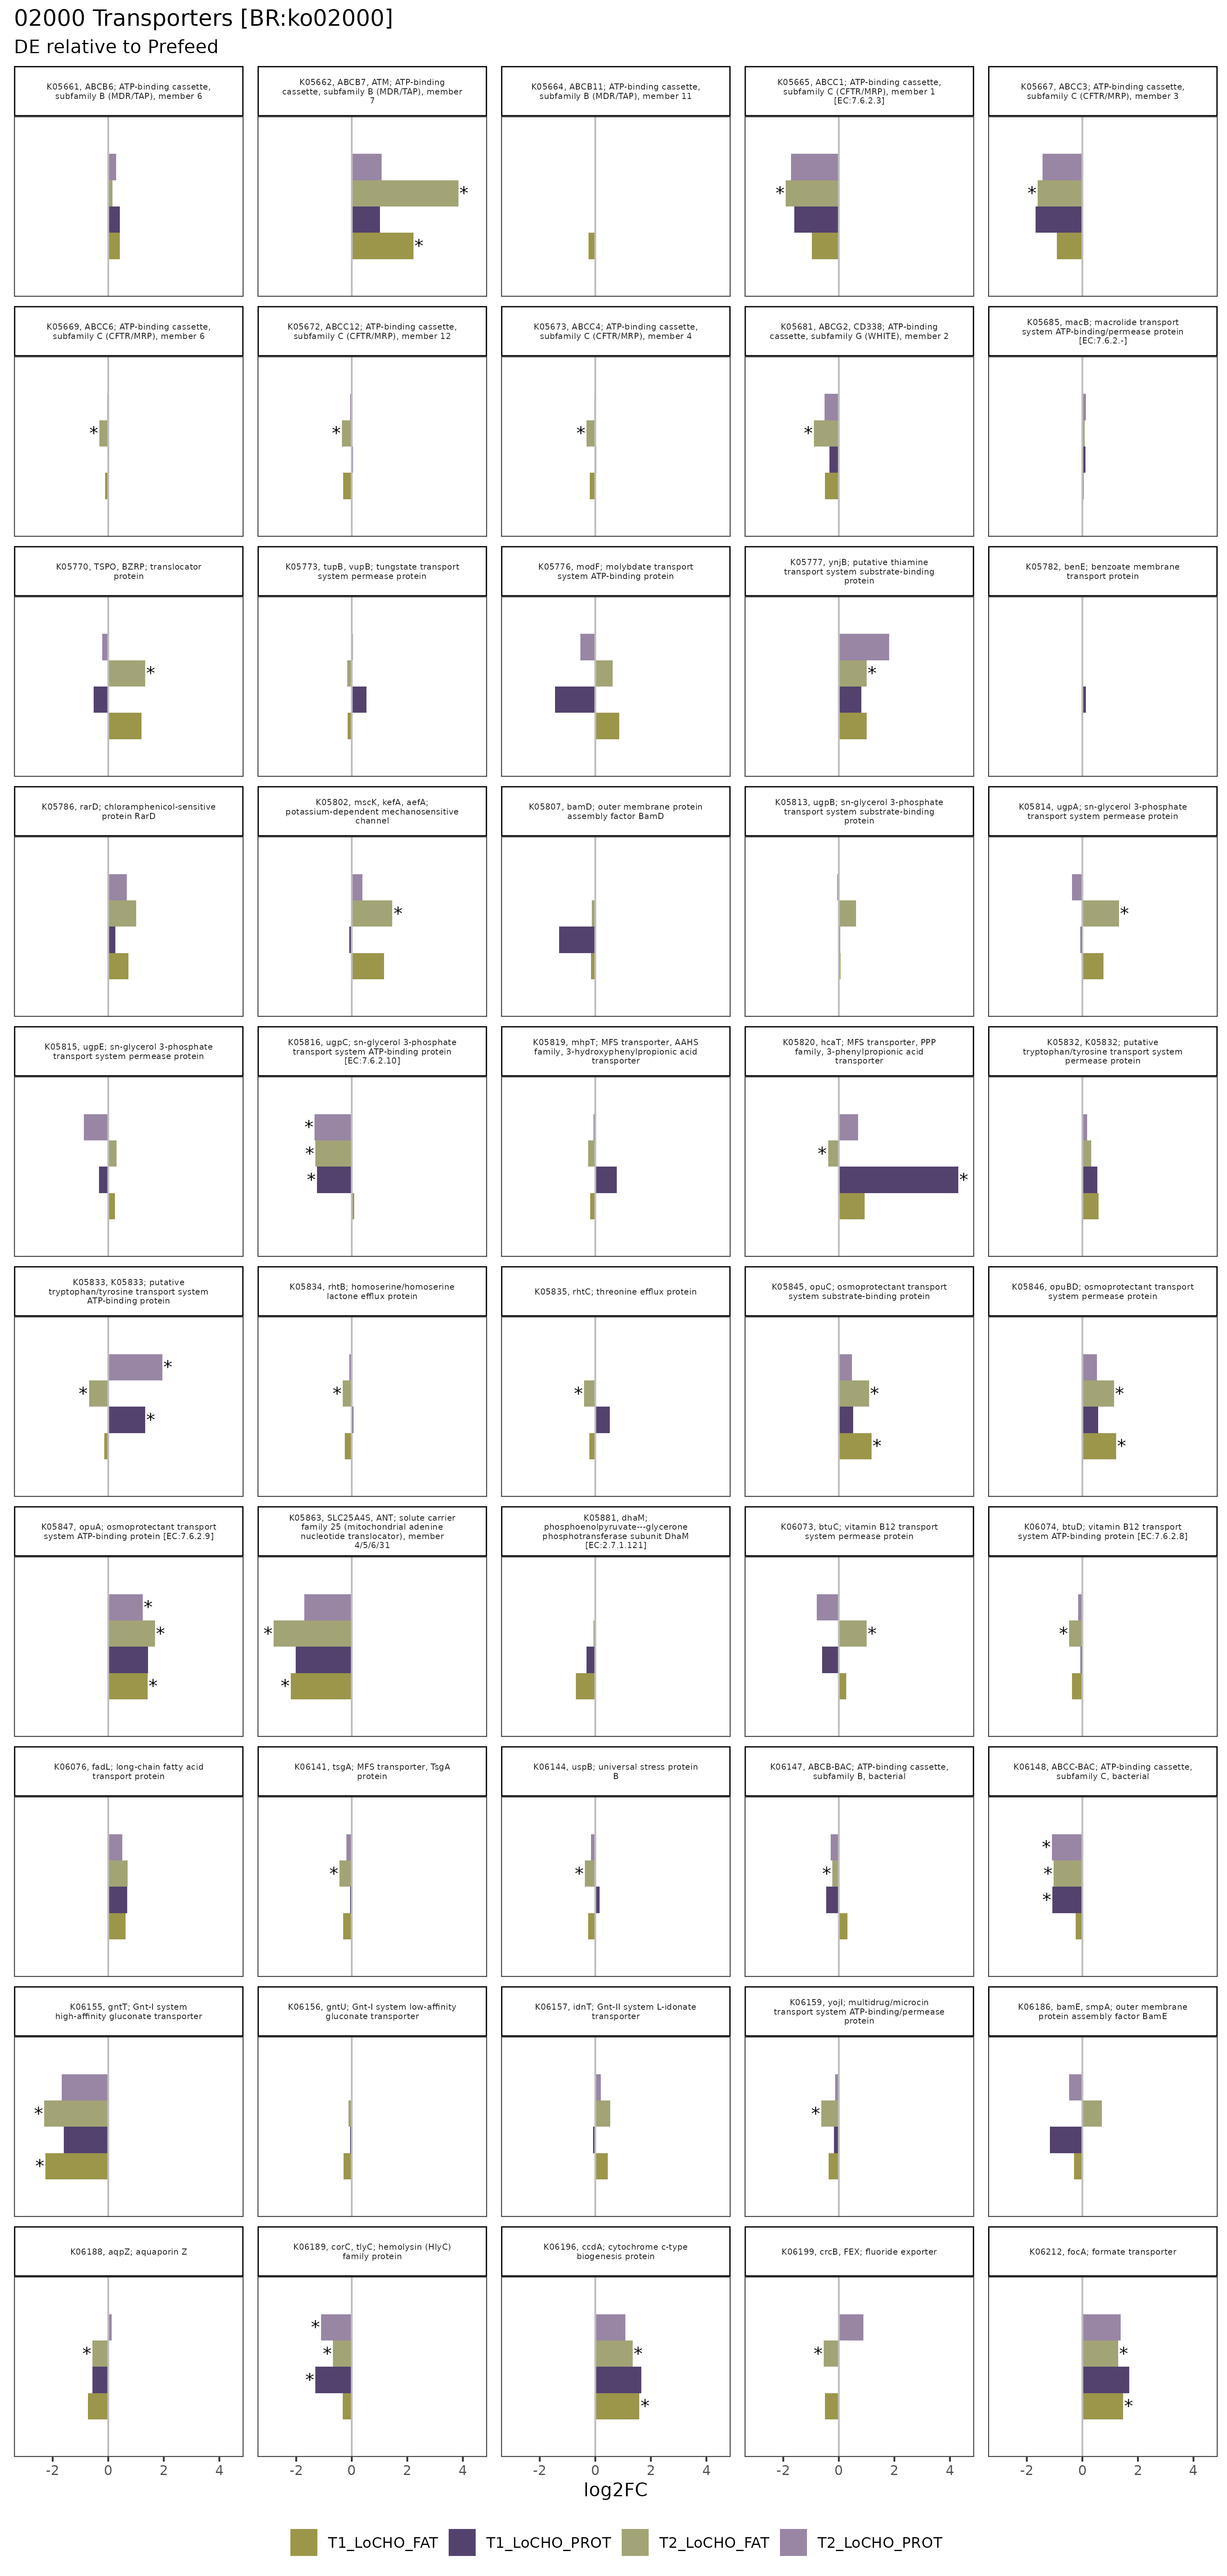 02000 Transporters [BR:ko02000]
DE relative to Prefeed
K05661, ABCB6; ATP-binding cassette,
subfamily B (MDR/TAP), member 6
K05662, ABCB7, ATM; ATP-binding
cassette, subfamily B (MDR/TAP), member
7
K05664, ABCB11; ATP-binding cassette,
subfamily B (MDR/TAP), member 11
K05665, ABCC1; ATP-binding cassette,
subfamily C (CFTR/MRP), member 1
[EC:7.6.2.3]
K05667, ABCC3; ATP-binding cassette,
subfamily C (CFTR/MRP), member 3
*
*
*
*
K05669, ABCC6; ATP-binding cassette,
subfamily C (CFTR/MRP), member 6
K05672, ABCC12; ATP-binding cassette,
subfamily C (CFTR/MRP), member 12
K05673, ABCC4; ATP-binding cassette,
subfamily C (CFTR/MRP), member 4
K05681, ABCG2, CD338; ATP-binding
cassette, subfamily G (WHITE), member 2
K05685, macB; macrolide transport
system ATP-binding/permease protein
[EC:7.6.2.-]
*
*
*
*
K05770, TSPO, BZRP; translocator
protein
K05773, tupB, vupB; tungstate transport
system permease protein
K05776, modF; molybdate transport
system ATP-binding protein
K05777, ynjB; putative thiamine
transport system substrate-binding
protein
K05782, benE; benzoate membrane
transport protein
*
*
K05786, rarD; chloramphenicol-sensitive
protein RarD
K05802, mscK, kefA, aefA;
potassium-dependent mechanosensitive
channel
K05807, bamD; outer membrane protein
assembly factor BamD
K05813, ugpB; sn-glycerol 3-phosphate
transport system substrate-binding
protein
K05814, ugpA; sn-glycerol 3-phosphate
transport system permease protein
*
*
K05815, ugpE; sn-glycerol 3-phosphate
transport system permease protein
K05816, ugpC; sn-glycerol 3-phosphate
transport system ATP-binding protein
[EC:7.6.2.10]
K05819, mhpT; MFS transporter, AAHS
family, 3-hydroxyphenylpropionic acid
transporter
K05820, hcaT; MFS transporter, PPP
family, 3-phenylpropionic acid
transporter
K05832, K05832; putative
tryptophan/tyrosine transport system
permease protein
*
*
*
*
*
K05833, K05833; putative
tryptophan/tyrosine transport system
ATP-binding protein
K05834, rhtB; homoserine/homoserine
lactone efflux protein
K05835, rhtC; threonine efflux protein
K05845, opuC; osmoprotectant transport
system substrate-binding protein
K05846, opuBD; osmoprotectant transport
system permease protein
*
*
*
*
*
*
*
*
*
K05847, opuA; osmoprotectant transport
system ATP-binding protein [EC:7.6.2.9]
K05863, SLC25A4S, ANT; solute carrier
family 25 (mitochondrial adenine
nucleotide translocator), member
4/5/6/31
K05881, dhaM;
phosphoenolpyruvate---glycerone
phosphotransferase subunit DhaM
[EC:2.7.1.121]
K06073, btuC; vitamin B12 transport
system permease protein
K06074, btuD; vitamin B12 transport
system ATP-binding protein [EC:7.6.2.8]
*
*
*
*
*
*
*
K06076, fadL; long-chain fatty acid
transport protein
K06141, tsgA; MFS transporter, TsgA
protein
K06144, uspB; universal stress protein
B
K06147, ABCB-BAC; ATP-binding cassette,
subfamily B, bacterial
K06148, ABCC-BAC; ATP-binding cassette,
subfamily C, bacterial
*
*
*
*
*
*
K06155, gntT; Gnt-I system
high-affinity gluconate transporter
K06156, gntU; Gnt-I system low-affinity
gluconate transporter
K06157, idnT; Gnt-II system L-idonate
transporter
K06159, yojI; multidrug/microcin
transport system ATP-binding/permease
protein
K06186, bamE, smpA; outer membrane
protein assembly factor BamE
*
*
*
K06188, aqpZ; aquaporin Z
K06189, corC, tlyC; hemolysin (HlyC)
family protein
K06196, ccdA; cytochrome c-type
biogenesis protein
K06199, crcB, FEX; fluoride exporter
K06212, focA; formate transporter
*
*
*
*
*
*
*
*
*
-2 0 2 4 -2 0 2 4 -2 0 2 4 -2 0 2 4 -2 0 2 4
log2FC
T1_LoCHO_FAT T1_LoCHO_PROT T2_LoCHO_FAT T2_LoCHO_PROT